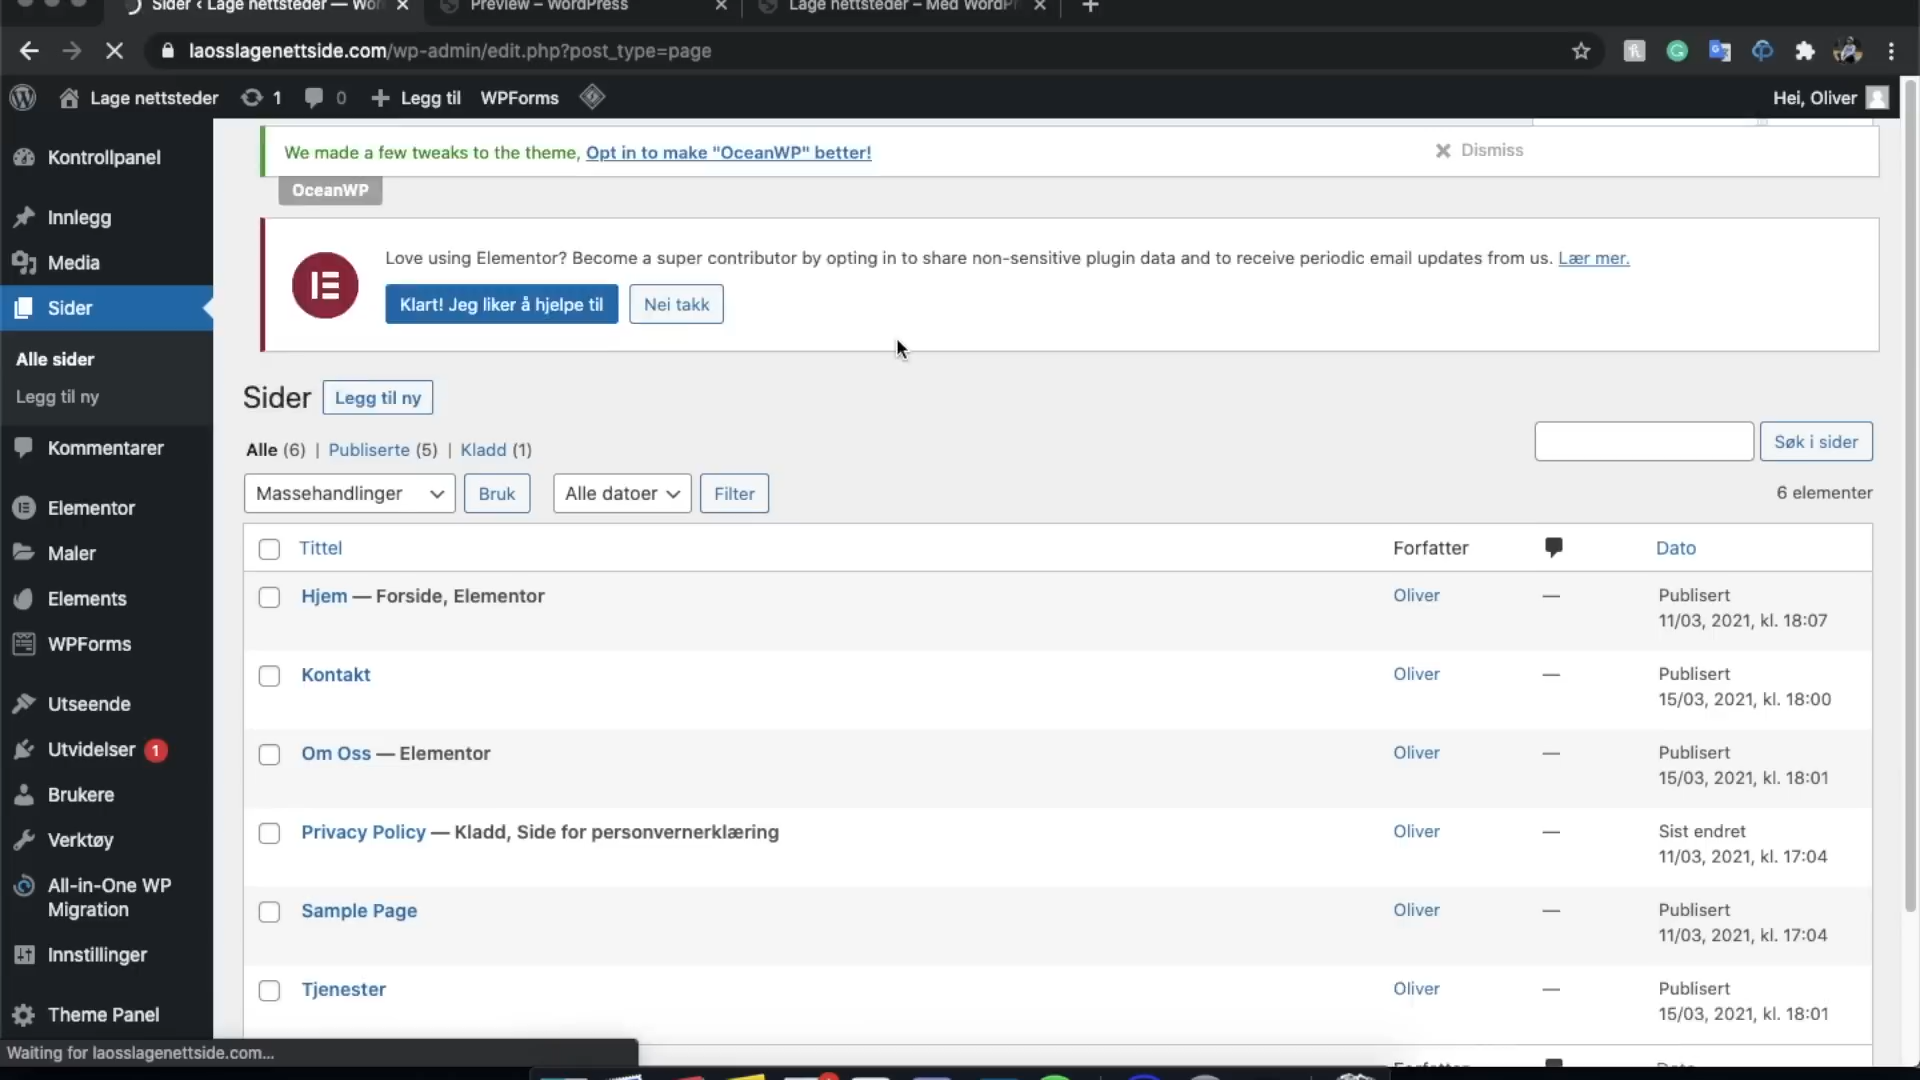 Sider ‹ Lage nettsteder — Wor
Preview – WordPress
Lage nettsteder – Med WordPr
laosslagenettside.com/wp-admin/edit.php?post_type=page
Lage nettsteder
1
0
Legg til
WPForms
Hei, Oliver
Kontrollpanel
Innlegg
Media
Sider
Alle sider
Legg til ny
Kommentarer
Elementor
Maler
Elements
WPForms
Utseende
Utvidelser 1
Brukere
Verktøy
All-in-One WP
Migration
Innstillinger
Theme Panel
We made a few tweaks to the theme, Opt in to make "OceanWP" better!
Dismiss
OceanWP
Love using Elementor? Become a super contributor by opting in to share non-sensitive plugin data and to receive periodic email updates from us. Lær mer.
Klart! Jeg liker å hjelpe til
Nei takk
Sider
Legg til ny
Alle (6) | Publiserte (5) | Kladd (1)
Søk i sider
Massehandlinger
Bruk
Alle datoer
Filter
6 elementer
Tittel
Forfatter
Dato
Hjem — Forside, Elementor
Oliver
—
Publisert
11/03, 2021, kl. 18:07
Kontakt
Oliver
—
Publisert
15/03, 2021, kl. 18:00
Om Oss — Elementor
Oliver
—
Publisert
15/03, 2021, kl. 18:01
Privacy Policy — Kladd, Side for personvernerklæring
Oliver
—
Sist endret
11/03, 2021, kl. 17:04
Sample Page
Oliver
—
Publisert
11/03, 2021, kl. 17:04
Tjenester
Oliver
—
Publisert
15/03, 2021, kl. 18:01
Forfatter
Dato
Waiting for laosslagenettside.com...